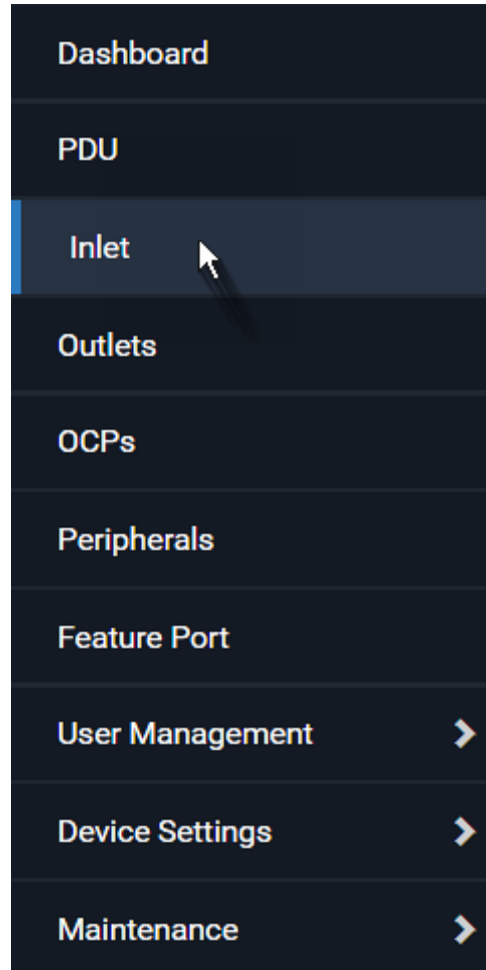 Dashboard
PDU
Inlet
Outlets
OCPs
Peripherals
Feature Port
User Management
Device Settings
Maintenance